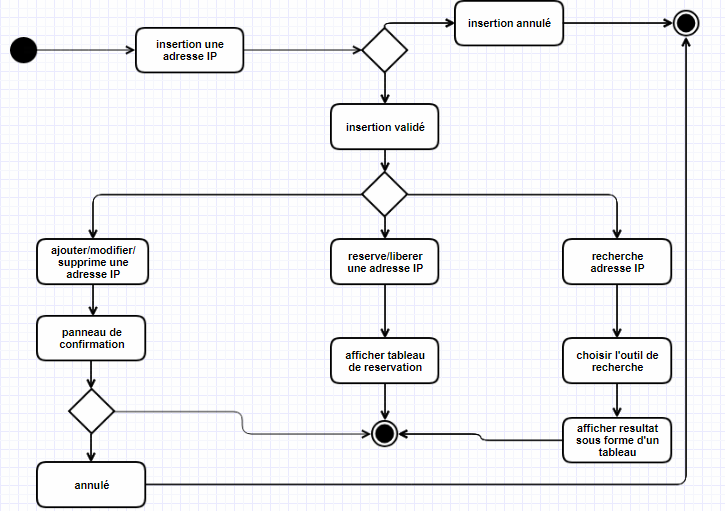 insertion une
adresse IP
insertion annulé
insertion validé
ajouter/modifier/
supprime une
adresse IP
reserve/liberer
une adresse IP
recherche
adresse IP
panneau de
confirmation
afficher tableau
de reservation
choisir l'outil de
recherche
afficher resultat
sous forme d'un
tableau
annulé